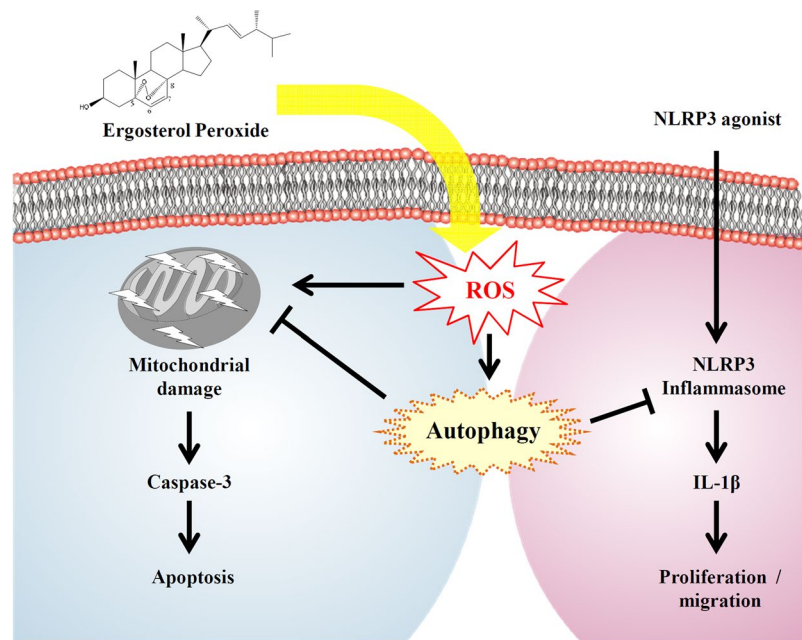 HO
O
O
5
6
7
8
Ergosterol Peroxide
NLRP3 agonist
ROS
Mitochondrial
damage
NLRP3
Inflammasome
Autophagy
Caspase-3
IL-1β
Apoptosis
Proliferation /
migration